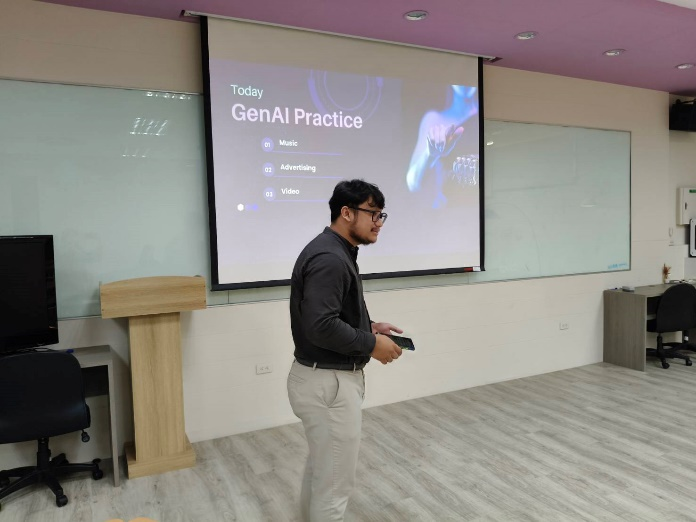 Today
GenAI Practice
01 Music
02 Advertising
03 Video